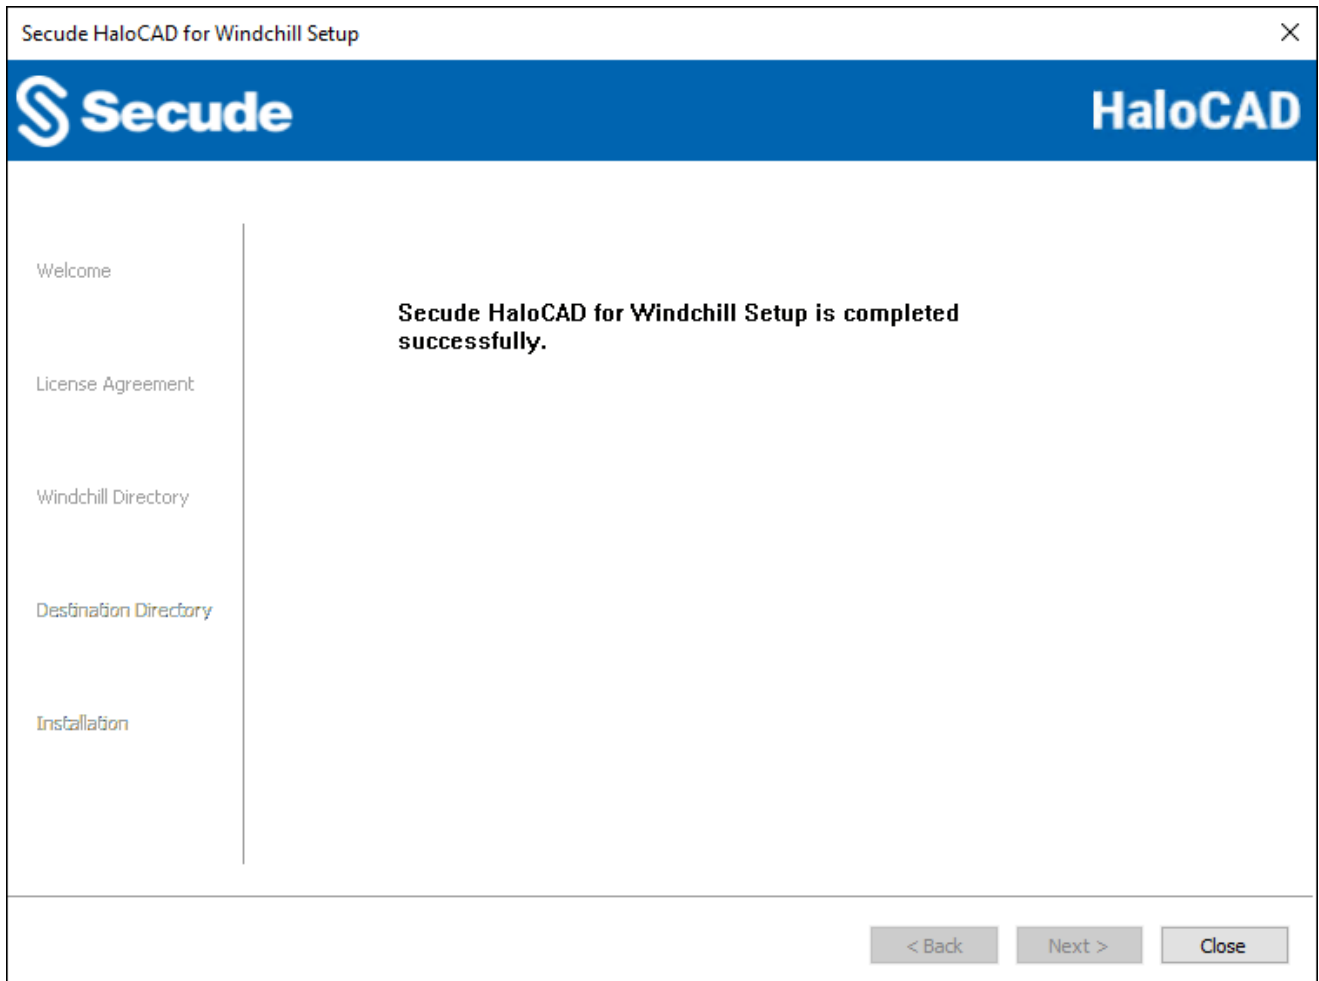 Secude HaloCAD for Windchill Setup
Secude
HaloCAD
Welcome
License Agreement
Windchill Directory
Destination Directory
Installation
Secude HaloCAD for Windchill Setup is completed
successfully.
< Back
Next >
Close